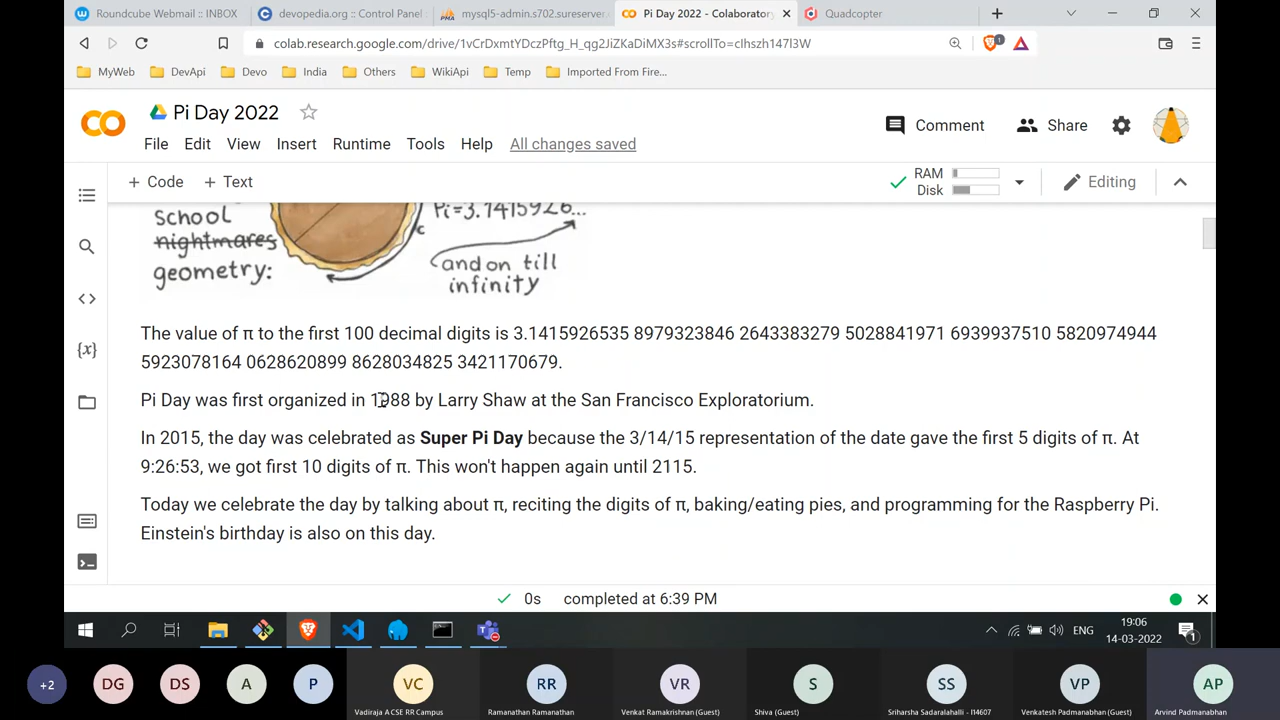 Roundcube Webmail :: INBOX
devopedia.org :: Control Panel
mysql5-admin.s702.sureserver.
Pi Day 2022 - Colaboratory
Quadcopter
colab.research.google.com/drive/1vCrDxmtYDczPftg_H_qg2JiZKaDiMX3s#scrollTo=clhszh147l3W
1
MyWeb
DevApi
Devo
India
Others
WikiApi
Temp
Imported From Fire...
Pi Day 2022
Comment
Share
File Edit View Insert Runtime Tools Help All changes saved
+ Code + Text
RAM
Disk
Editing
school
nightmares
geometry:
Pi=3.1415926...
c
and on till
infinity
The value of π to the first 100 decimal digits is 3.1415926535 8979323846 2643383279 5028841971 6939937510 5820974944
5923078164 0628620899 8628034825 3421170679.
Pi Day was first organized in 1988 by Larry Shaw at the San Francisco Exploratorium.
In 2015, the day was celebrated as Super Pi Day because the 3/14/15 representation of the date gave the first 5 digits of π. At
9:26:53, we got first 10 digits of π. This won't happen again until 2115.
Today we celebrate the day by talking about π, reciting the digits of π, baking/eating pies, and programming for the Raspberry Pi.
Einstein's birthday is also on this day.
0s completed at 6:39 PM
ENG
19:06
14-03-2022
1
+2
DG
DS
A
P
VC
RR
VR
S
SS
VP
AP
Vadiraja A CSE RR Campus
Ramanathan Ramanathan
Venkat Ramakrishnan (Guest)
Shiva (Guest)
Sriharsha Sadaralahalli - I14607
Venkatesh Padmanabhan (Guest)
Arvind Padmanabhan